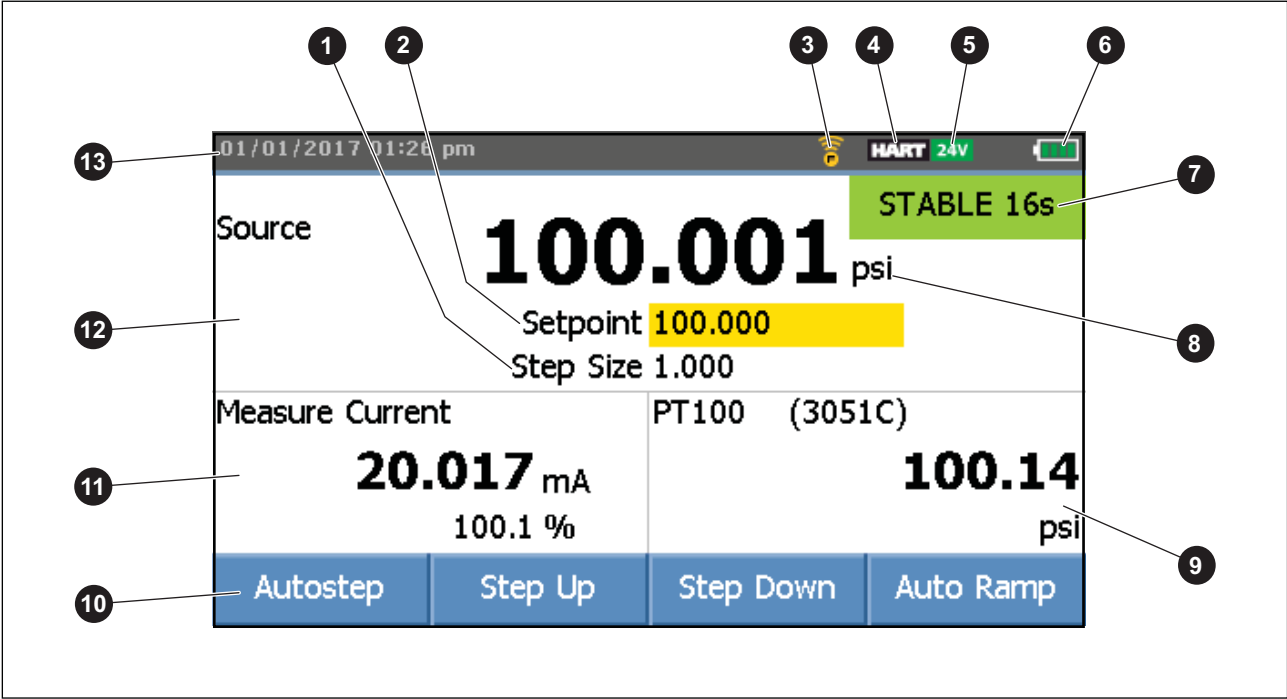 1 2 3 4 5 6
13 01/01/2017 01:26 pm HART 24V
7 STABLE 16s
Source 100.001 psi
12 Setpoint 100.000 8
Step Size 1.000
Measure Current PT100 (3051C)
11 20.017 mA 100.14
100.1 % psi
9
10 Autostep Step Up Step Down Auto Ramp